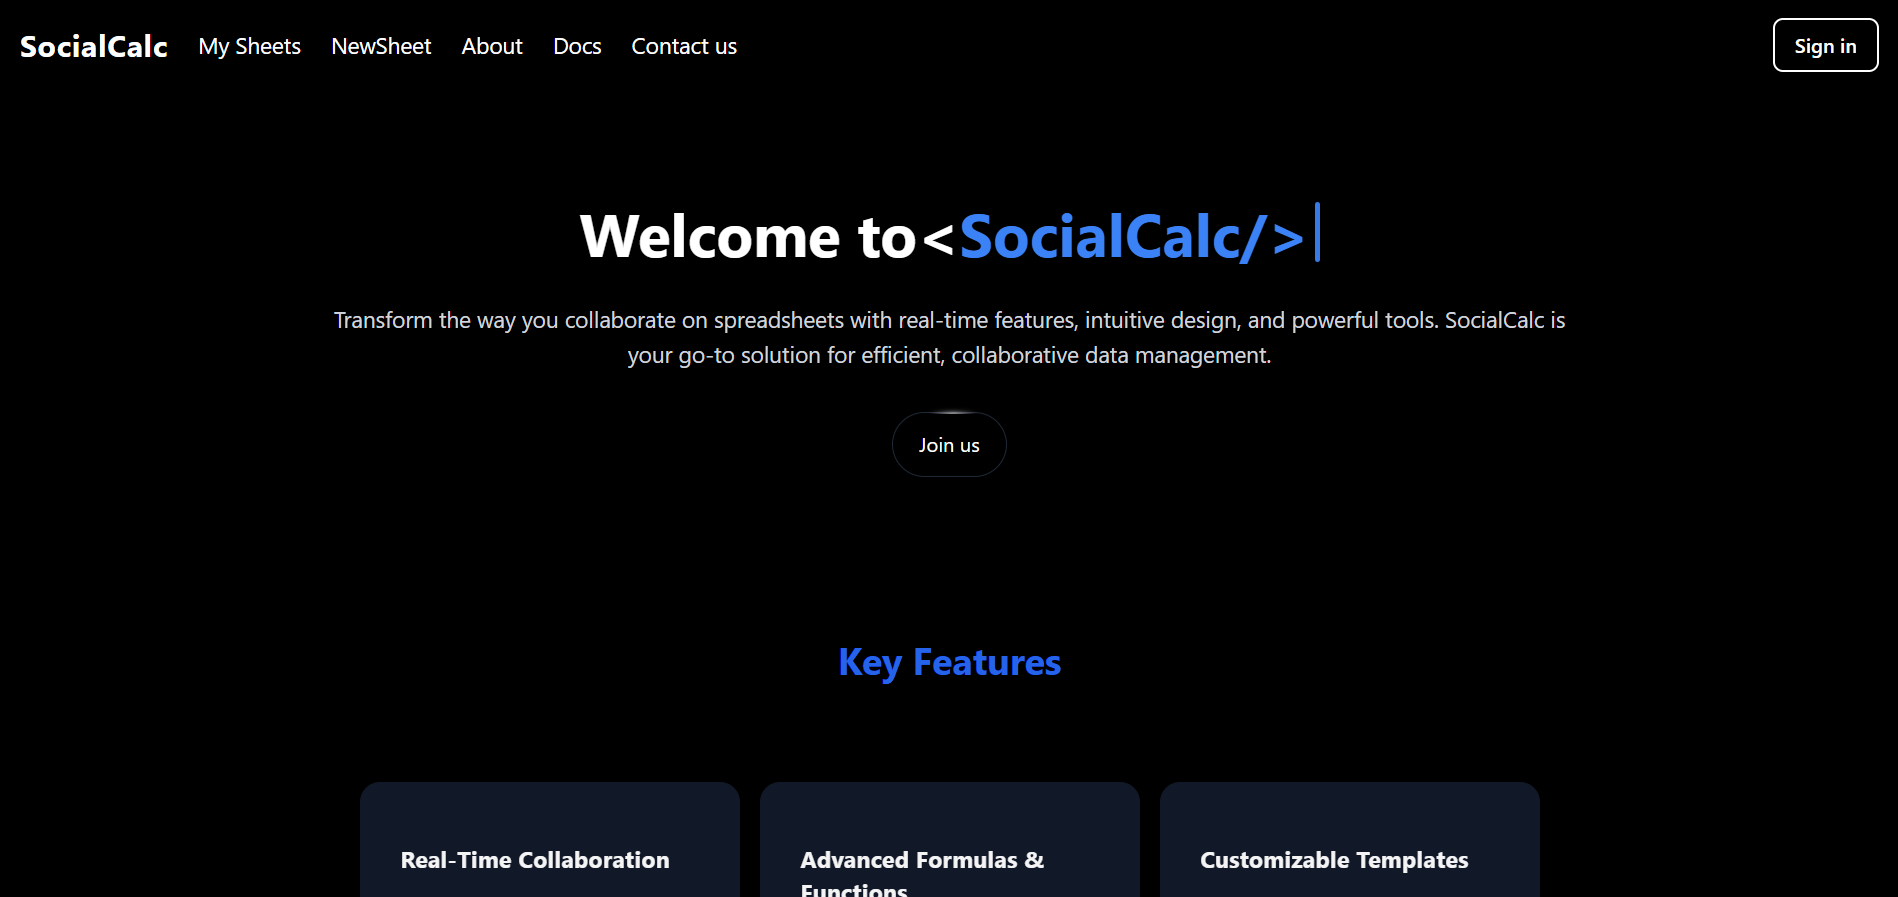 SocialCalc My Sheets NewSheet About Docs Contact us Sign in
Welcome to<SocialCalc/>
Transform the way you collaborate on spreadsheets with real-time features, intuitive design, and powerful tools. SocialCalc is
your go-to solution for efficient, collaborative data management.
Join us
Key Features
Real-Time Collaboration
Advanced Formulas &
Functions
Customizable Templates